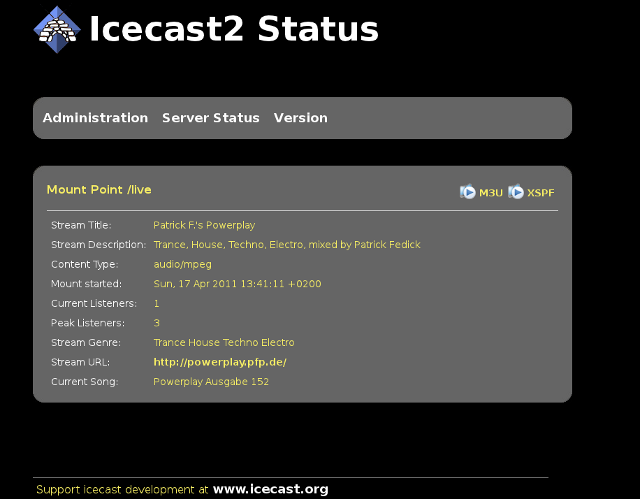 Icecast2 Status
Administration Server Status Version
Mount Point /live M3U XSPF
Stream Title: Patrick F.'s Powerplay
Stream Description: Trance, House, Techno, Electro, mixed by Patrick Fedick
Content Type: audio/mpeg
Mount started: Sun, 17 Apr 2011 13:41:11 +0200
Current Listeners: 1
Peak Listeners: 3
Stream Genre: Trance House Techno Electro
Stream URL: http://powerplay.pfp.de/
Current Song: Powerplay Ausgabe 152
Support icecast development at www.icecast.org